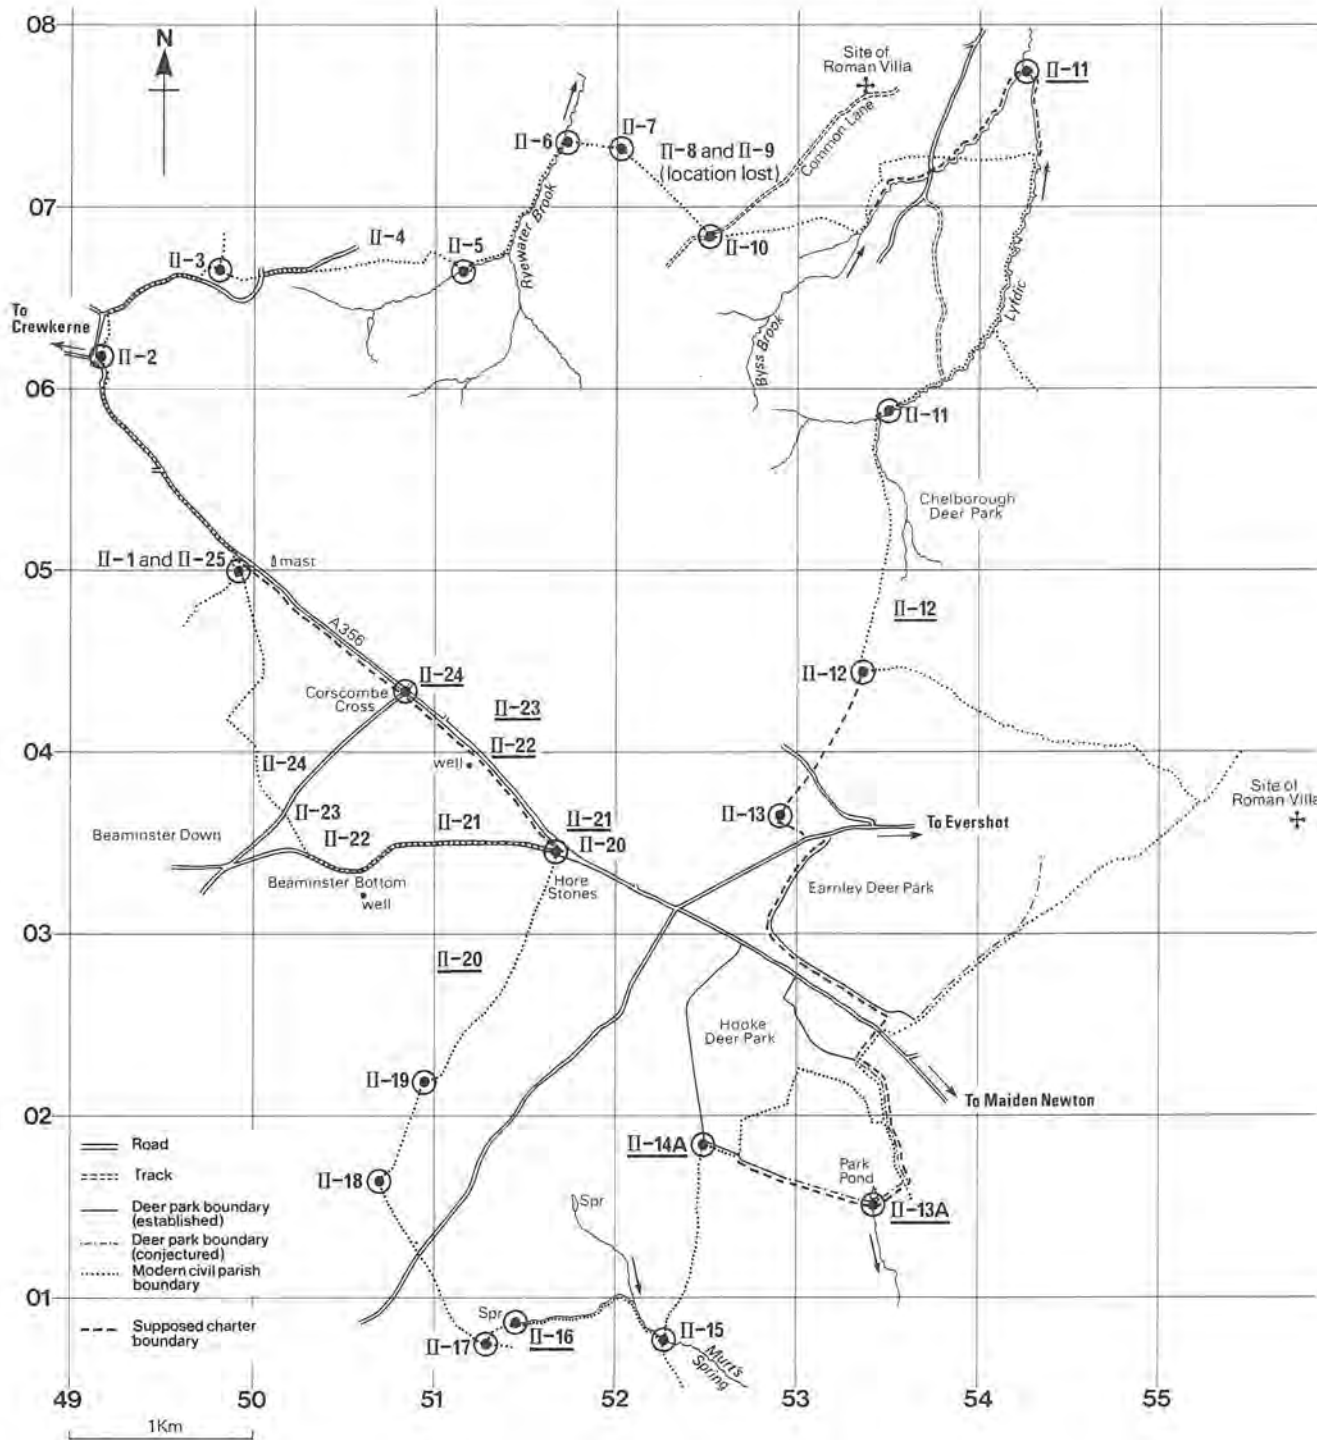 08
N
Site of
Roman Villa
II-11
II-6
II-7
II-8 and II-9
(location lost)
Common Lane
07
Ryewater Brook
II-4
II-3
II-5
II-10
To
Crewkerne
II-2
Lyfdic
Byss Brook
06
II-11
Chelborough
Deer Park
II-1 and II-25
mast
05
II-12
A356
II-24
II-12
Corscombe
Cross
II-23
II-22
04
well
II-24
Site of
Roman Villa
II-23
II-13
II-21
II-21
To Evershot
Beaminster Down
II-22
II-20
Beaminster Bottom
well
Hore
Stones
Earnley Deer Park
03
II-20
Hooke
Deer Park
II-19
To Maiden Newton
02
Road
II-14A
Track
Park
Pond
II-18
Deer park boundary
(established)
Spr
II-13A
Deer park boundary
(conjectured)
Modern civil parish
boundary
01
Spr
Supposed charter
boundary
II-16
II-15
II-17
Murt's
Spring
49
50
51
52
53
54
55
1Km